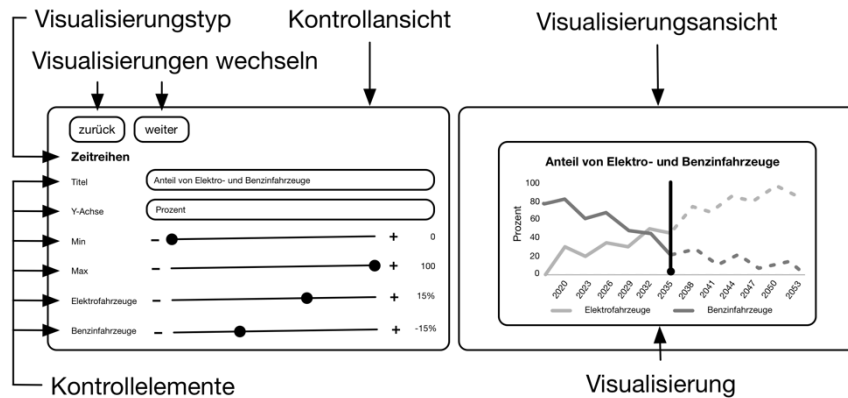 Visualisierungstyp
Kontrollansicht
Visualisierungsansicht
Visualisierungen wechseln
zurück
weiter
Zeitreihen
Titel
Anteil von Elektro- und Benzinfahrzeuge
Y-Achse
Prozent
Min
- +
0
Max
- +
100
Elektrofahrzeuge
- +
15%
Benzinfahrzeuge
- +
-15%
Anteil von Elektro- und Benzinfahrzeuge
Prozent
100
80
60
40
20
0
2020 2023 2026 2029 2032 2035 2038 2041 2044 2047 2050 2053
Elektrofahrzeuge
Benzinfahrzeuge
Kontrollelemente
Visualisierung